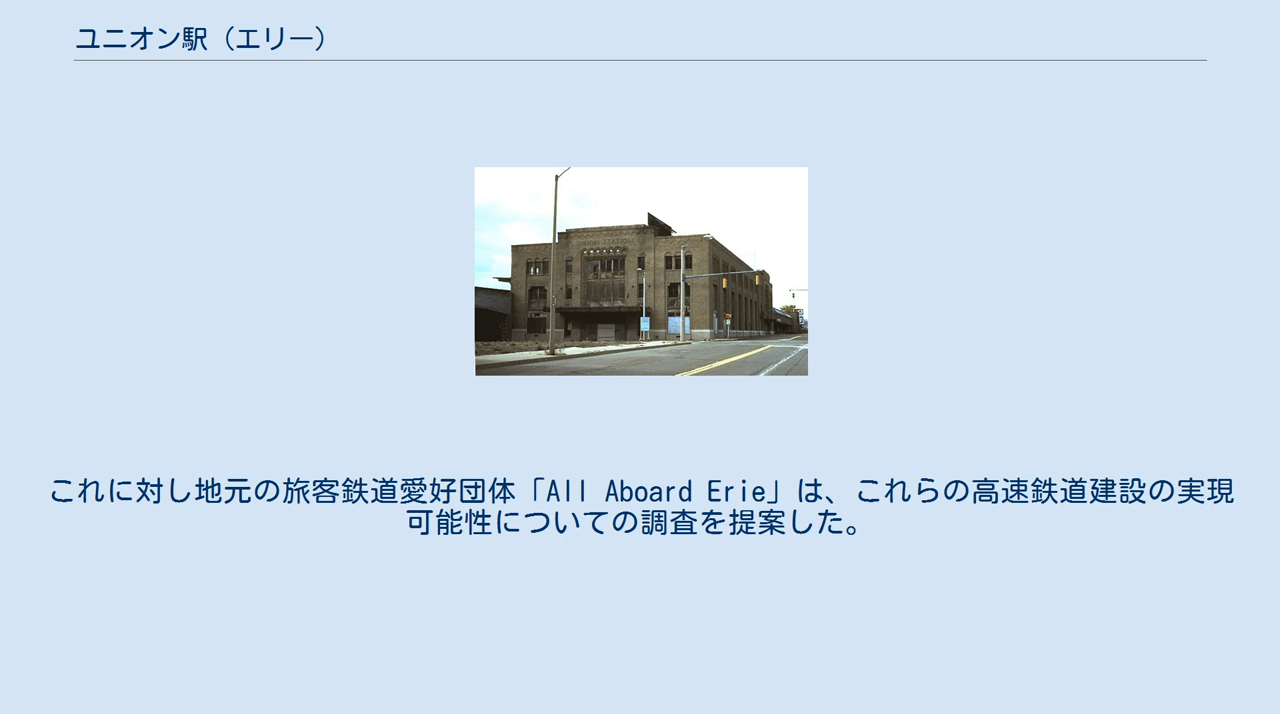 ユニオン駅（エリー）
UNION STATION
これに対し地元の旅客鉄道愛好団体「All Aboard Erie」は、これらの高速鉄道建設の実現
可能性についての調査を提案した。